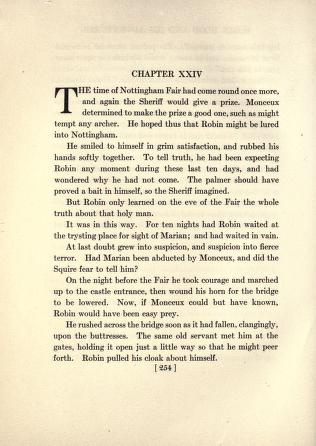 CHAPTER XXIV
THE time of Nottingham Fair had come round once more,
and again the Sheriff would give a prize. Monceux
determined to make the prize a good one, such as might
tempt any archer. He hoped thus that Robin might be lured
into Nottingham.
He smiled to himself in grim satisfaction, and rubbed his
hands softly together. To tell truth, he had been expecting
Robin any moment during these last ten days, and had
wondered why he had not come. The palmer should have
proved a bait in himself, so the Sheriff imagined.
But Robin only learned on the eve of the Fair the whole
truth about that holy man.
It was in this way. For ten nights had Robin waited at
the trysting place for sight of Marian; and had waited in vain.
At last doubt grew into suspicion, and suspicion into fierce
terror. Had Marian been abducted by Monceux, and did the
Squire fear to tell him?
On the night before the Fair he took courage and marched
up to the castle entrance, then wound his horn for the bridge
to be lowered. Now, if Monceux could but have known,
Robin would have been easy prey.
He rushed across the bridge soon as it had fallen, clangingly,
upon the buttresses. The same old servant met him at the
gates, holding it open just a little way so that he might peer
forth. Robin pulled his cloak about himself.
[ 254 ]